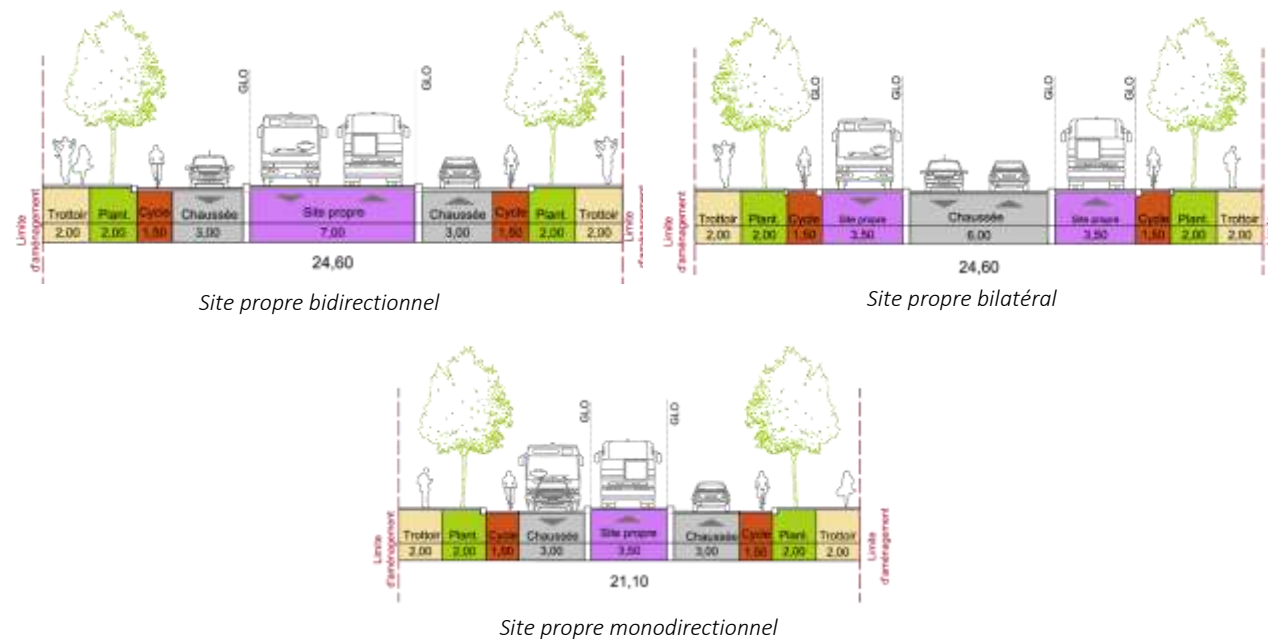 GLO GLO
Limite d'aménagement
Trottoir Plant. Cycle Chaussée Site propre Chaussée Cycle Plant. Trottoir
2,00 2,00 1,50 3,00 7,00 3,00 1,50 2,00 2,00
Limite d'aménagement
24,60
Site propre bidirectionnel
GLO GLO GLO GLO
Limite d'aménagement
Trottoir Plant. Cycle Site propre Chaussée Site propre Cycle Plant. Trottoir
2,00 2,00 1,50 3,50 6,00 3,50 1,50 2,00 2,00
24,60
Site propre bilatéral
GLO GLO
Limite d'aménagement
Trottoir Plant. Cycle Chaussée Site propre Chaussée Cycle Plant. Trottoir
2,00 2,00 1,50 3,00 3,50 3,00 1,50 2,00 2,00
Limite d'aménagement
21,10
Site propre monodirectionnel